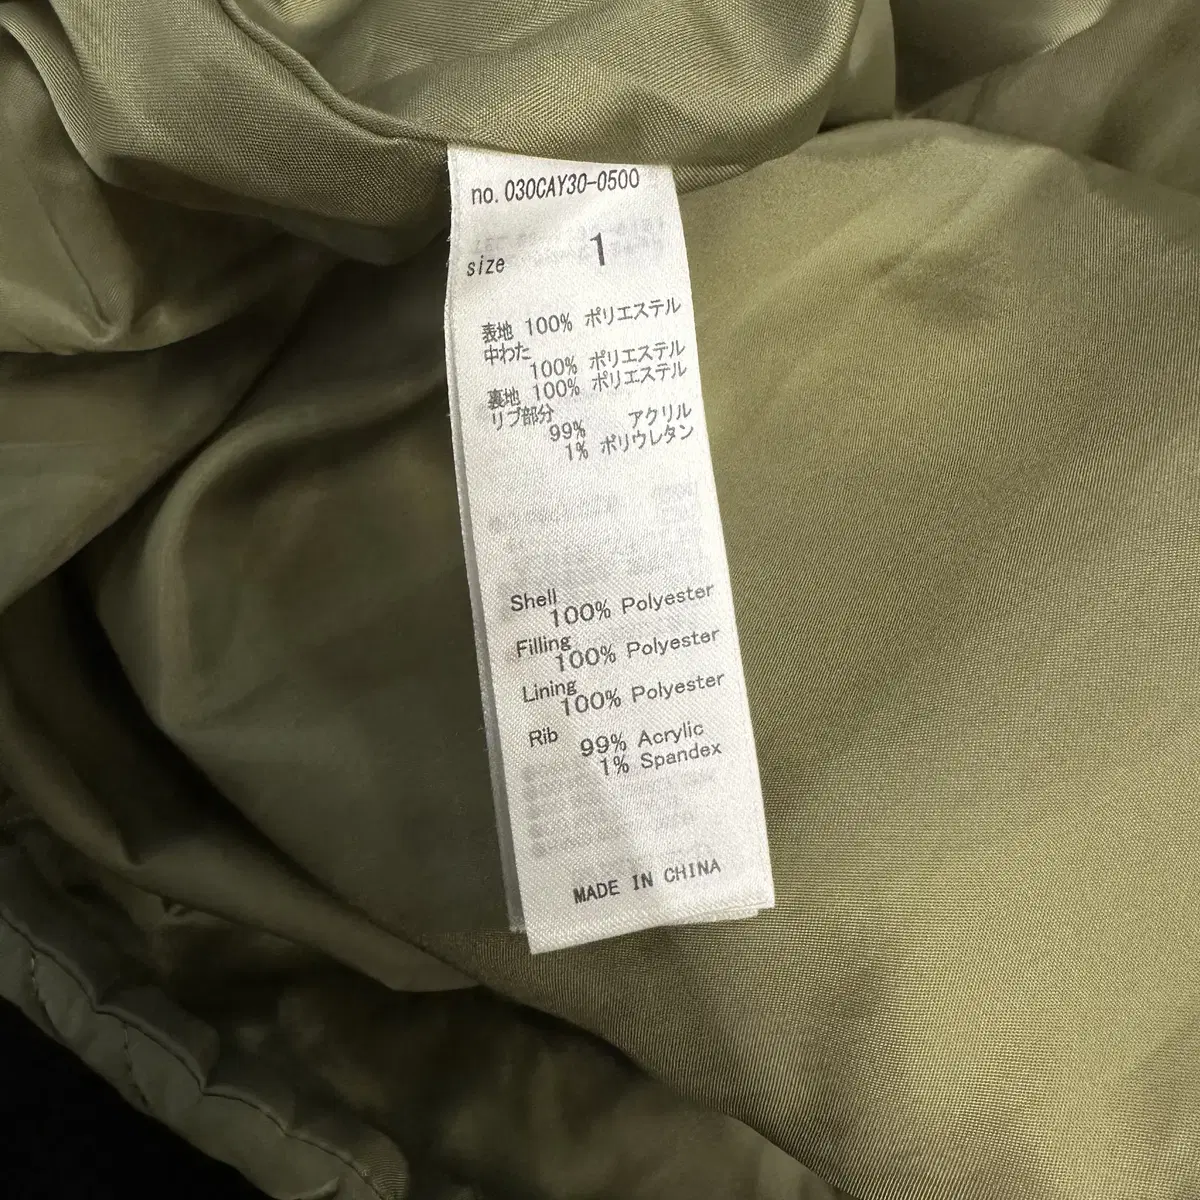 no. 030CAY30-0500
size 1
表地 100% ポリエステル
中わた
100% ポリエステル
裏地 100% ポリエステル
リブ部分
99% アクリル
1% ポリウレタン
Shell
100% Polyester
Filling
100% Polyester
Lining
100% Polyester
Rib
99% Acrylic
1% Spandex
MADE IN CHINA